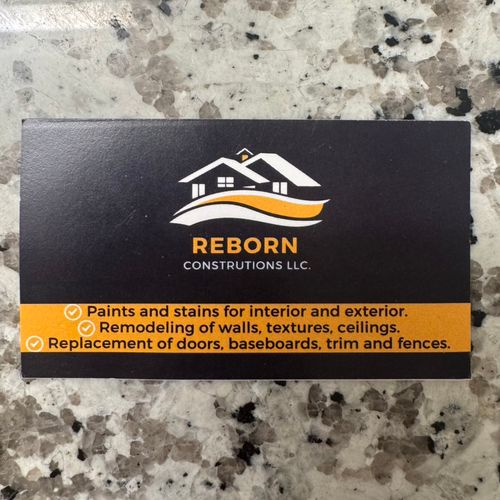 REBORN
CONSTRUTIONS LLC.
Paints and stains for interior and exterior.
Remodeling of walls, textures, ceilings.
Replacement of doors, baseboards, trim and fences.